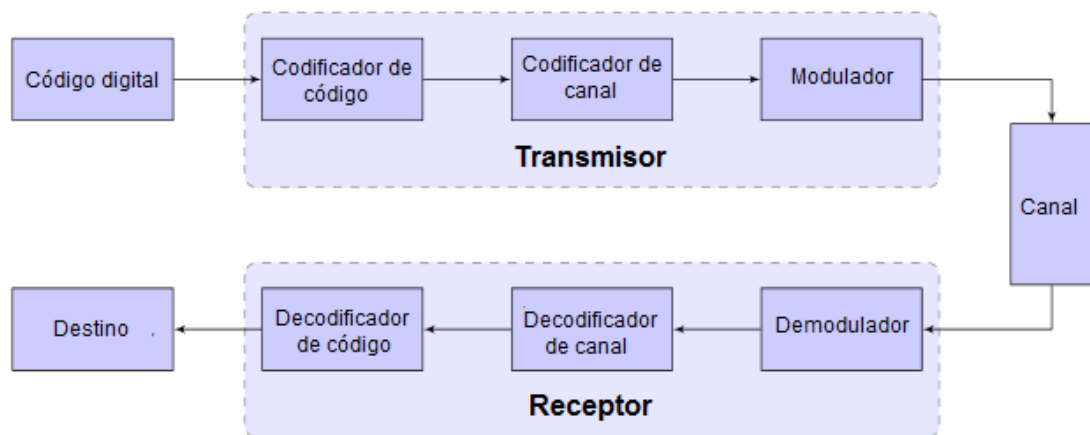 Código digital
Codificador de
código
Codificador de
canal
Modulador
Transmisor
Canal
Destino
Decodificador
de código
Decodificador
de canal
Demodulador
Receptor